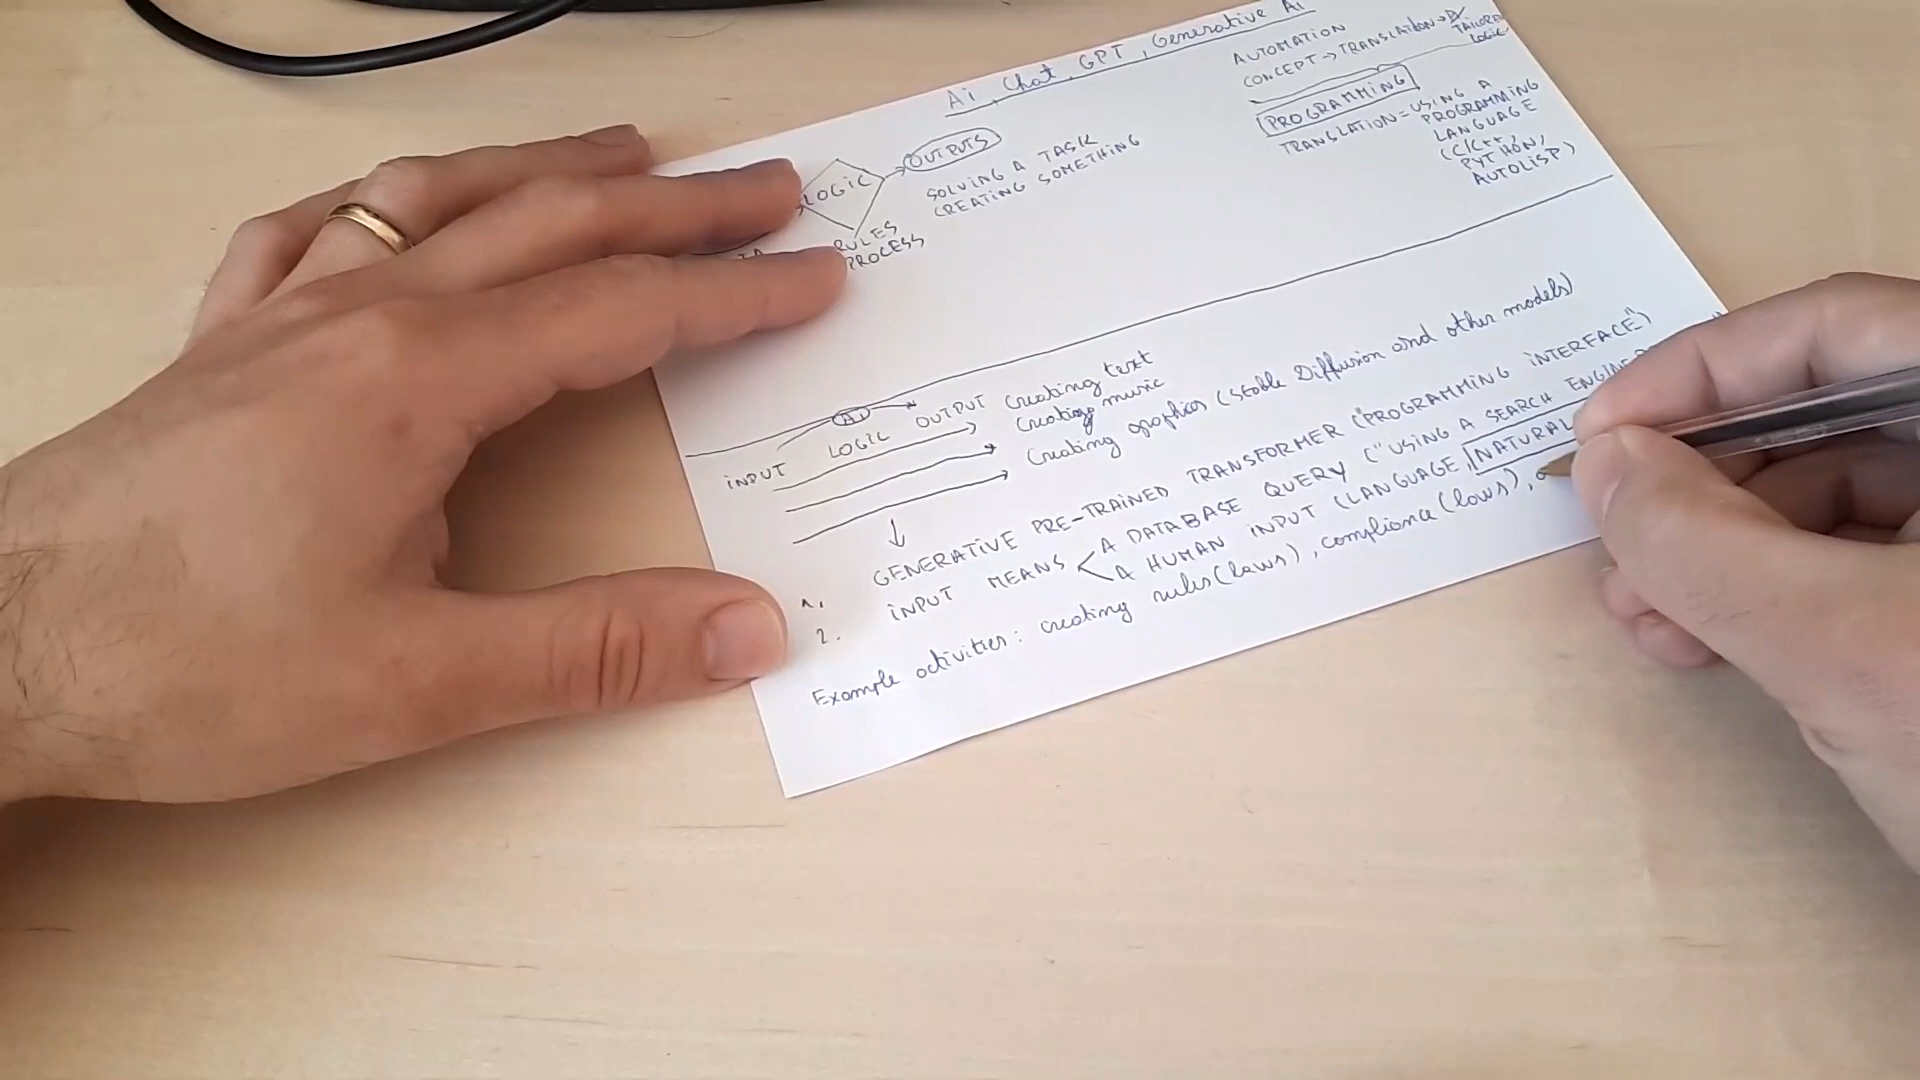 Ai, Chat, GPT, Generative Ai
LOGIC
OUTPUTS
RULES
PROCESS
SOLVING A TASK
CREATING SOMETHING
AUTOMATION
CONCEPT → TRANSLATION →
TAILORED
LOGIC
PROGRAMMING
TRANSLATION = USING A
PROGRAMMING
LANGUAGE
(C/C++,
PYTHON,
AUTOLISP)
INPUT
Ai
LOGIC
OUTPUT
Creating text
Creating music
Creating graphics (Stable Diffusion and other models)
1. GENERATIVE PRE-TRAINED TRANSFORMER ("PROGRAMMING INTERFACE")
2. INPUT MEANS < A DATABASE QUERY ("USING A SEARCH ENGINE
A HUMAN INPUT (LANGUAGE, NATURAL
Example activities: creating rules (laws), compliance (laws),